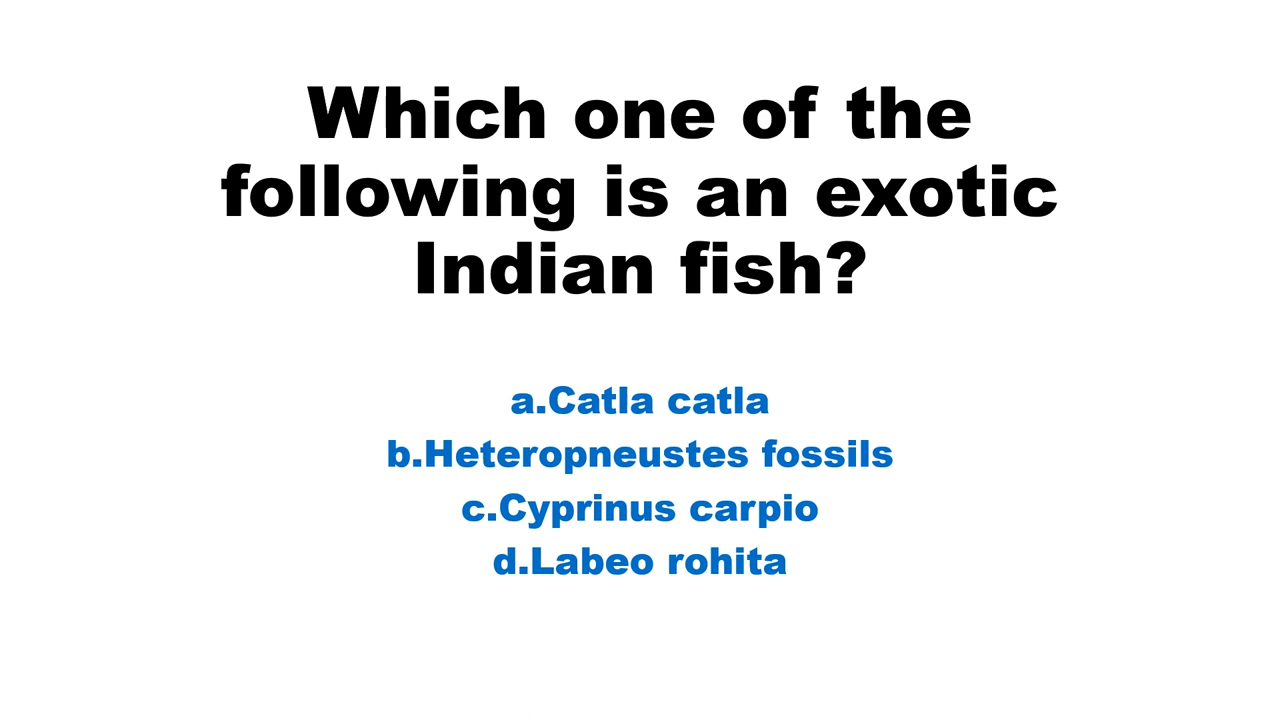 Which one of the
following is an exotic
Indian fish?
a.Catla catla
b.Heteropneustes fossils
c.Cyprinus carpio
d.Labeo rohita